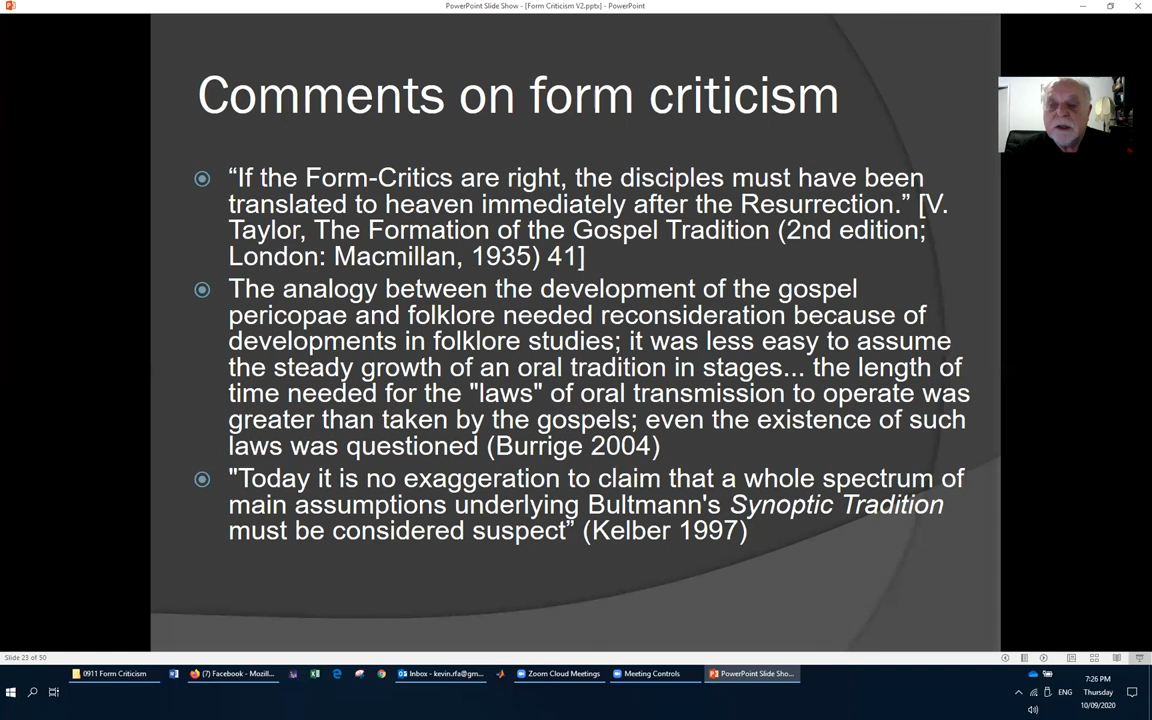 PowerPoint Slide Show - [Form Criticism V2.pptx] - PowerPoint
Comments on form criticism
“If the Form-Critics are right, the disciples must have been
translated to heaven immediately after the Resurrection.” [V.
Taylor, The Formation of the Gospel Tradition (2nd edition;
London: Macmillan, 1935) 41]
The analogy between the development of the gospel
pericopae and folklore needed reconsideration because of
developments in folklore studies; it was less easy to assume
the steady growth of an oral tradition in stages... the length of
time needed for the "laws" of oral transmission to operate was
greater than taken by the gospels; even the existence of such
laws was questioned (Burrige 2004)
"Today it is no exaggeration to claim that a whole spectrum of
main assumptions underlying Bultmann's Synoptic Tradition
must be considered suspect” (Kelber 1997)
Slide 23 of 50
0911 Form Criticism
(7) Facebook - Mozill...
Inbox - kevin.rfa@gm...
Zoom Cloud Meetings
Meeting Controls
PowerPoint Slide Sho...
ENG
7:26 PM
Thursday
10/09/2020